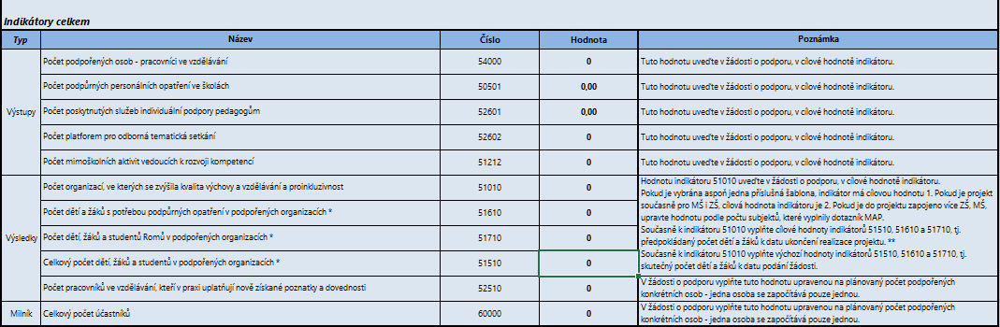 Indikátory celkem
Typ Název Číslo Hodnota Poznámka
Počet podpořených osob - pracovníci ve vzdělávání 54000 0 Tuto hodnotu uveďte v žádosti o podporu, v cílové hodnotě indikátoru.
Počet podpůrných personálních opatření ve školách 50501 0,00 Tuto hodnotu uveďte v žádosti o podporu, v cílové hodnotě indikátoru.
Výstupy Počet poskytnutých služeb individuální podpory pedagogům 52601 0,00 Tuto hodnotu uveďte v žádosti o podporu, v cílové hodnotě indikátoru.
Počet platforem pro odborná tematická setkání 52602 0 Tuto hodnotu uveďte v žádosti o podporu, v cílové hodnotě indikátoru.
Počet mimoškolních aktivit vedoucích k rozvoji kompetencí 51212 0 Tuto hodnotu uveďte v žádosti o podporu, v cílové hodnotě indikátoru.
Počet organizací, ve kterých se zvýšila kvalita výchovy a vzdělávání a proinkluzivnost 51010 0
Počet dětí a žáků s potřebou podpůrných opatření v podpořených organizacích * 51610 0
Výsledky Počet dětí, žáků a studentů Romů v podpořených organizacích * 51710 0
Celkový počet dětí, žáků a studentů v podpořených organizacích * 51510 0
Hodnotu indikátoru 51010 uveďte v žádosti o podporu, v cílové hodnotě indikátoru.
Pokud je vybrána aspoň jedna příslušná šablona, indikátor má cílovou hodnotu 1. Pokud je projekt
současně pro MŠ i ZŠ, cílová hodnota indikátoru je 2. Pokud je do projektu zapojeno více ZŠ, MŠ,
upravte hodnotu podle počtu subjektů, které vyplnily dotazník MAP.
Současně k indikátoru 51010 vyplňte cílové hodnoty indikátorů 51510, 51610 a 51710, tj.
předpokládaný počet dětí a žáků k datu ukončení realizace projektu. **
Současně k indikátoru 51010 vyplňte výchozí hodnoty indikátorů 51510, 51610 a 51710, tj.
skutečný počet dětí a žáků k datu podání žádosti.
Počet pracovníků ve vzdělávání, kteří v praxi uplatňují nově získané poznatky a dovednosti 52510 0 V žádosti o podporu vyplňte tuto hodnotu upravenou na plánovaný počet podpořených
konkrétních osob - jedna osoba se započítává pouze jednou.
Milník Celkový počet účastníků 60000 0 V žádosti o podporu vyplňte tuto hodnotu upravenou na plánovaný počet podpořených
konkrétních osob - jedna osoba se započítává pouze jednou.